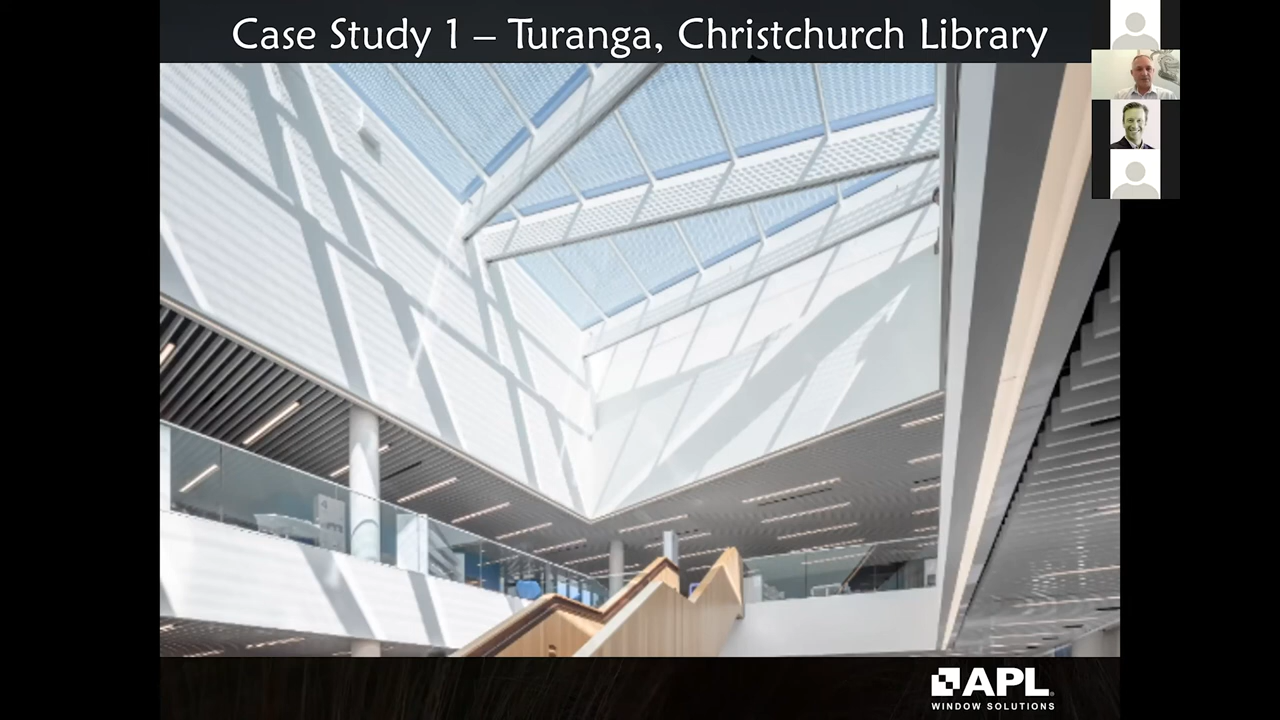 Case Study 1 – Turanga, Christchurch Library
APL
WINDOW SOLUTIONS